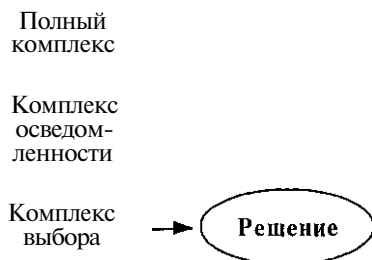 Полный
комплекс
Комплекс
осведом-
ленности
Комплекс
выбора
Решение